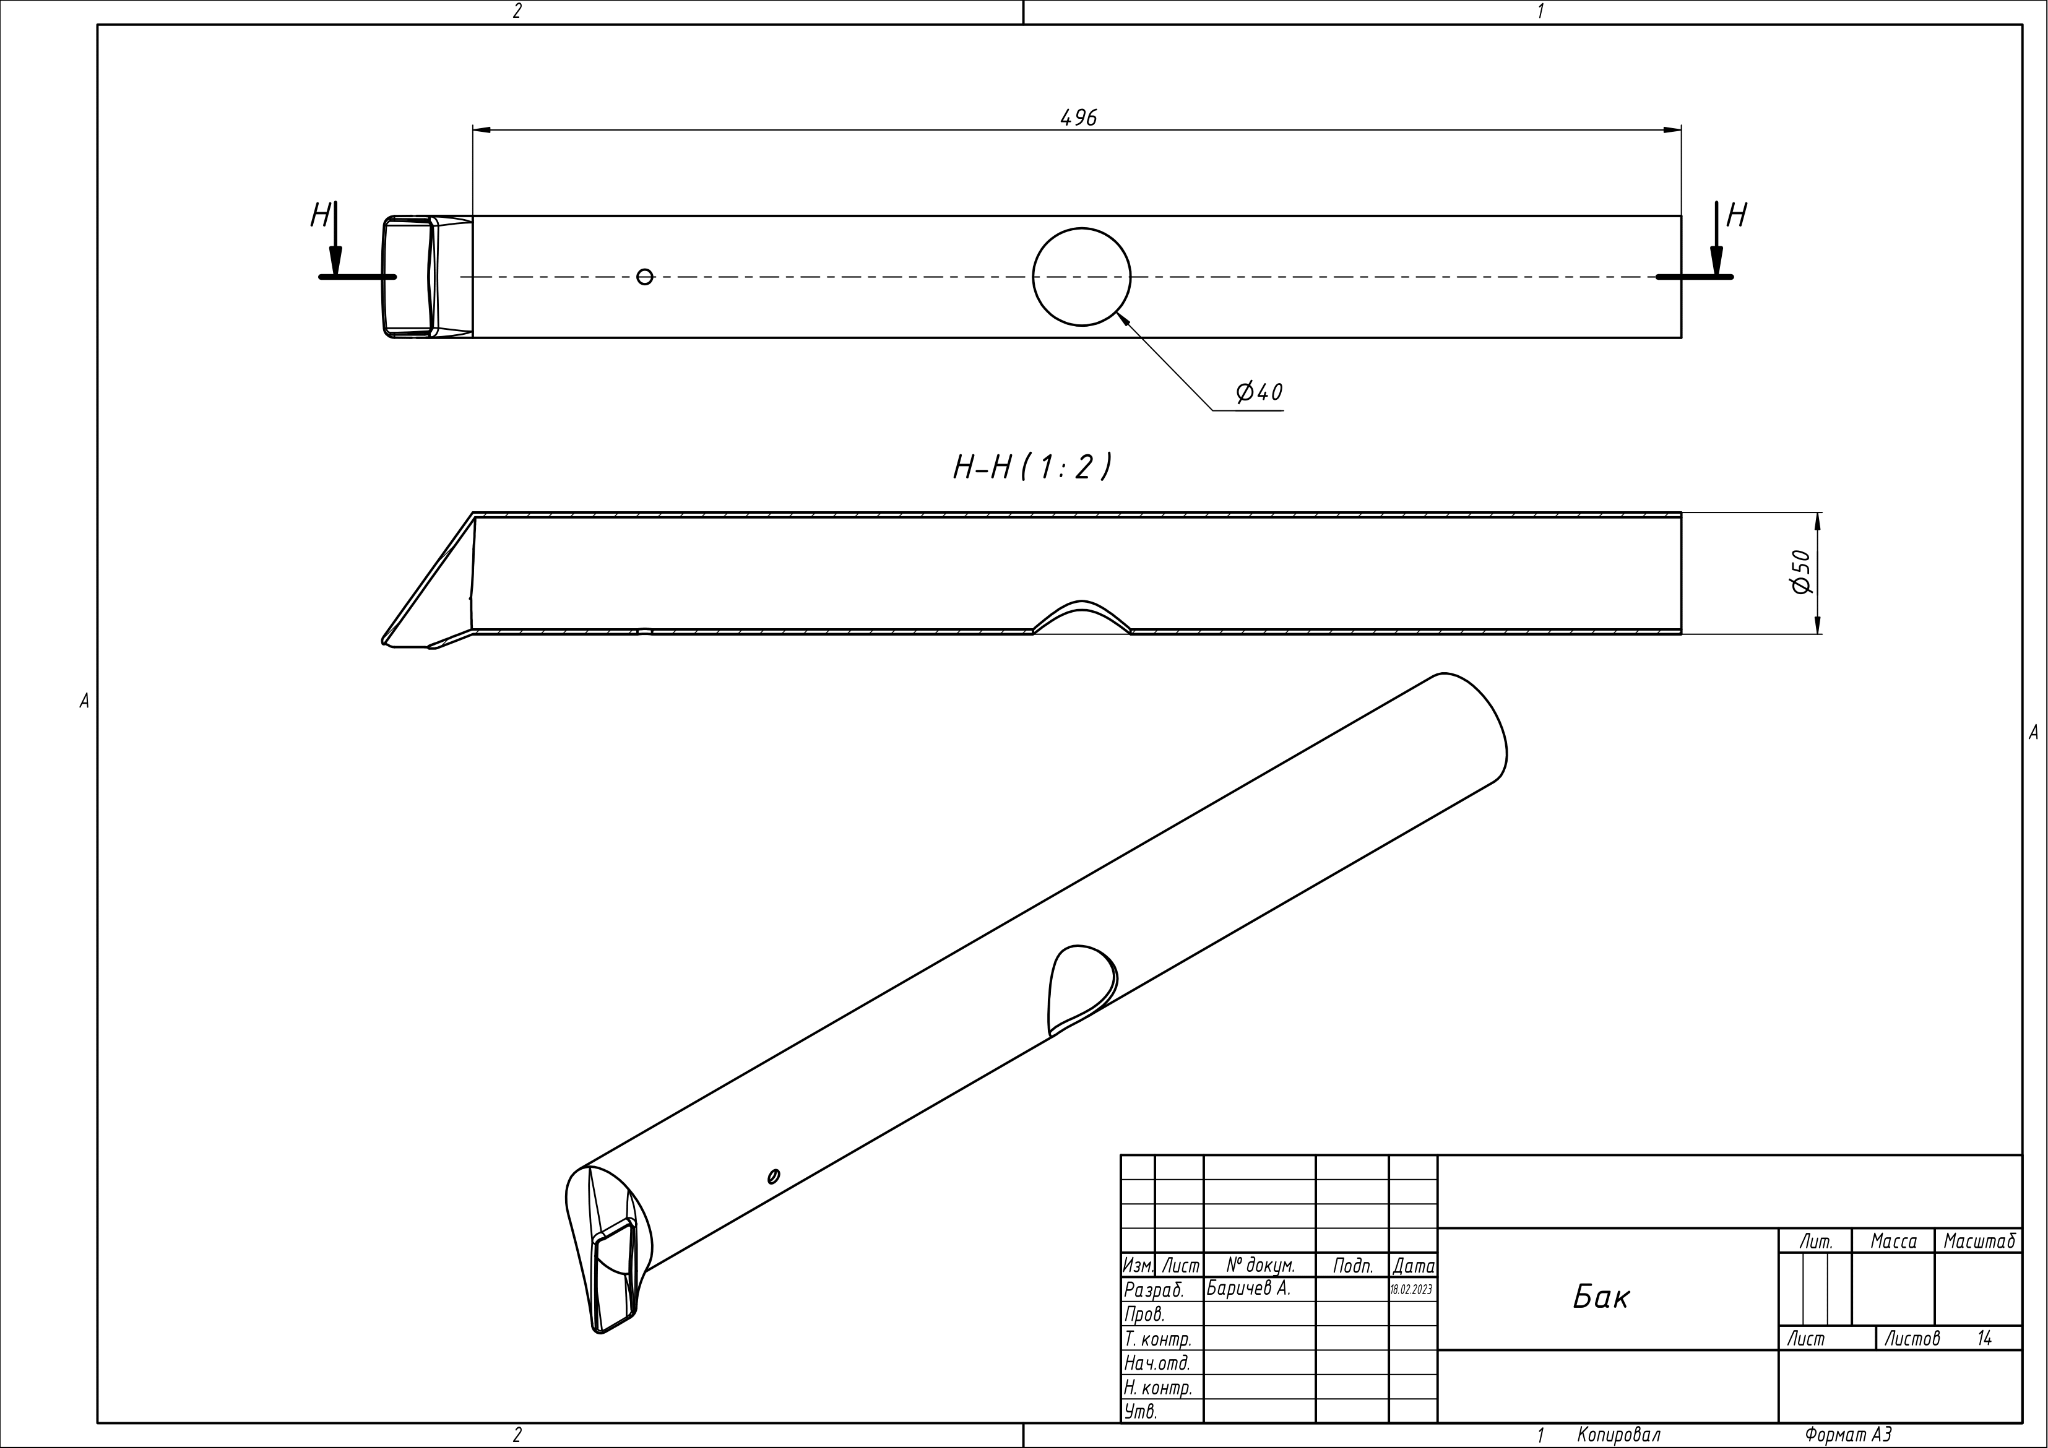 2 1
496
H H
Ø40
H-H ( 1 : 2 )
Ø50
А
А
Лит. Масса Масштаб
Изм. Лист № докум. Подп. Дата
Разраб. Баричев А. 18.02.2023
Бак
Пров.
Т. контр.
Лист Листов 14
Нач.отд.
Н. контр.
Утв.
2 1 Копировал Формат А3